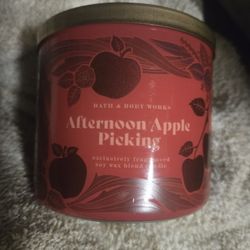 BATH & BODY WORKS
Afternoon Apple
Picking
exclusively fragranced
soy wax blend candle